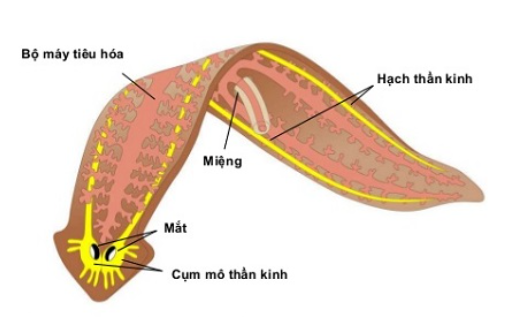 Bộ máy tiêu hóa
Hạch thần kinh
Miệng
Mắt
Cụm mô thần kinh